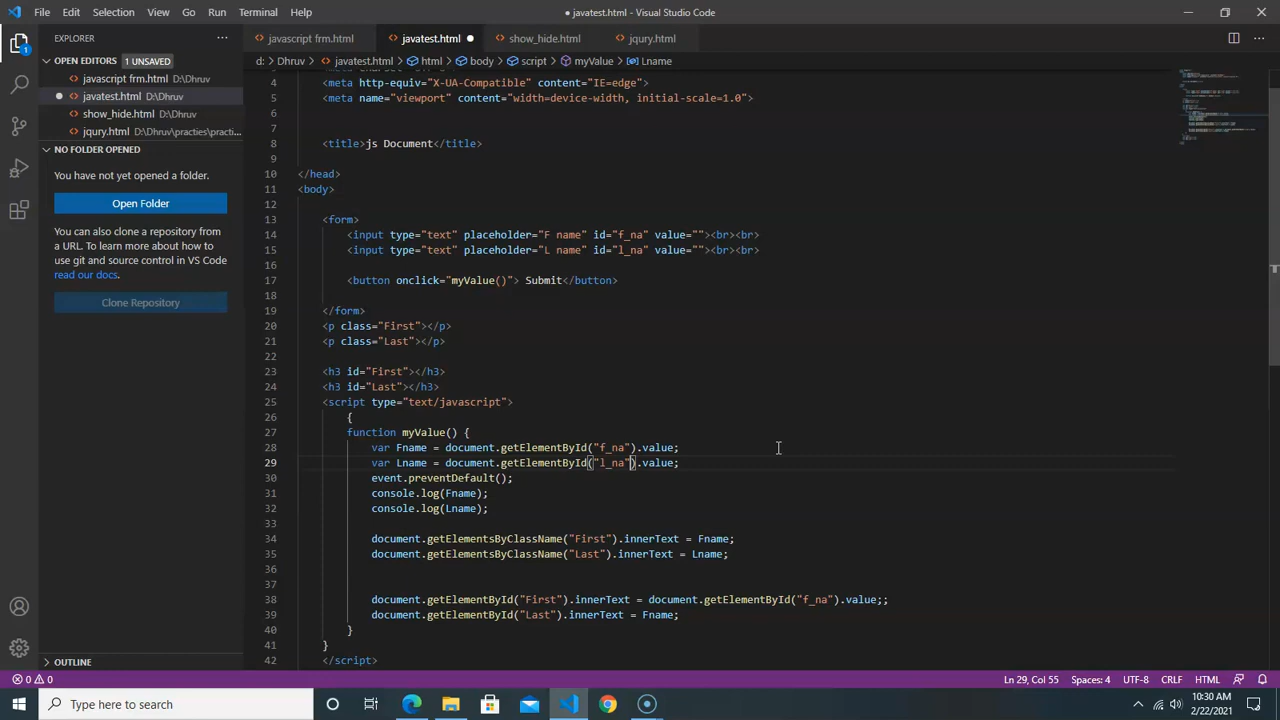 File Edit Selection View Go Run Terminal Help
● javatest.html - Visual Studio Code
EXPLORER
javascript frm.html
javatest.html
show_hide.html
jqury.html
OPEN EDITORS 1 UNSAVED
d: > Dhruv > javatest.html > html > body > script > myValue > Lname
javascript frm.html D:\Dhruv
javatest.html D:\Dhruv
show_hide.html D:\Dhruv
jqury.html D:\Dhruv\practies\practi...
NO FOLDER OPENED
You have not yet opened a folder.
Open Folder
You can also clone a repository from a URL. To learn more about how to use git and source control in VS Code read our docs.
Clone Repository
OUTLINE
4 <meta http-equiv="X-UA-Compatible" content="IE=edge">
5 <meta name="viewport" content="width=device-width, initial-scale=1.0">
6
7
8 <title>js Document</title>
9
10 </head>
11 <body>
12
13 <form>
14 <input type="text" placeholder="F name" id="f_na" value=""><br><br>
15 <input type="text" placeholder="L name" id="l_na" value=""><br><br>
16
17 <button onclick="myValue()"> Submit</button>
18
19 </form>
20 <p class="First"></p>
21 <p class="Last"></p>
22
23 <h3 id="First"></h3>
24 <h3 id="Last"></h3>
25 <script type="text/javascript">
26 {
27 function myValue() {
28 var Fname = document.getElementById("f_na").value;
29 var Lname = document.getElementById("l_na").value;
30 event.preventDefault();
31 console.log(Fname);
32 console.log(Lname);
33
34 document.getElementsByClassName("First").innerText = Fname;
35 document.getElementsByClassName("Last").innerText = Lname;
36
37
38 document.getElementById("First").innerText = document.getElementById("f_na").value;;
39 document.getElementById("Last").innerText = Fname;
40 }
41 }
42 </script>
0 0
Ln 29, Col 55 Spaces: 4 UTF-8 CRLF HTML
1
Type here to search
10:30 AM
2/22/2021